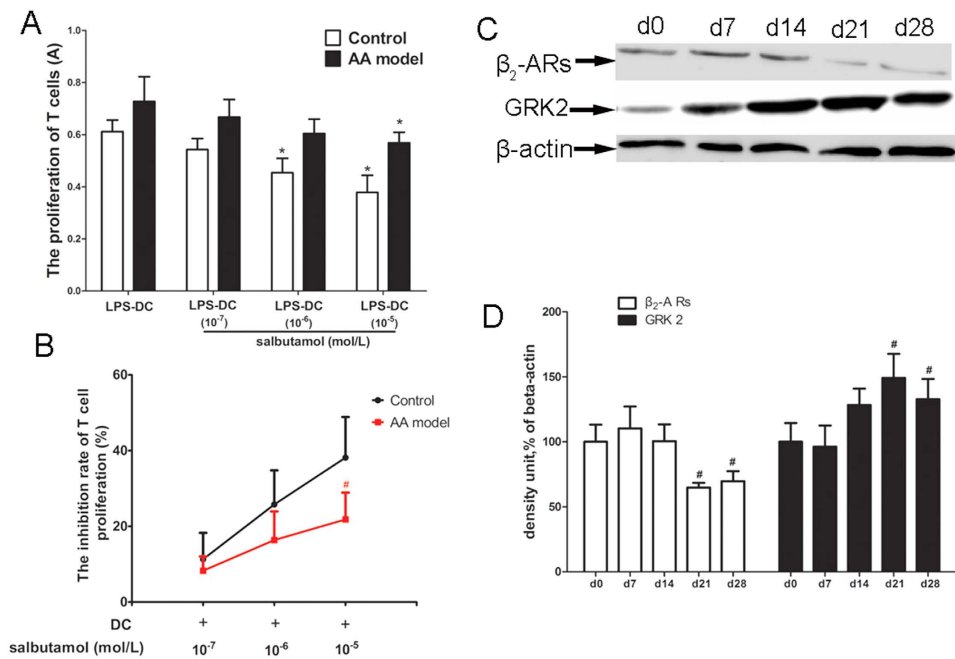 A
Control
AA model
The proliferation of T cells (A)
1.0
0.8
0.6
0.4
0.2
0.0
*
*
*
LPS-DC LPS-DC LPS-DC LPS-DC
(10⁻⁷) (10⁻⁶) (10⁻⁵)
salbutamol (mol/L)
B
The inhibition rate of T cell
proliferation (%)
60
40
20
0
Control
AA model
#
DC + + +
salbutamol (mol/L) 10⁻⁷ 10⁻⁶ 10⁻⁵
C
d0 d7 d14 d21 d28
β₂-ARs
GRK2
β-actin
D
β₂-A Rs
GRK 2
density unit,% of beta-actin
200
150
100
50
0
# # # #
d0 d7 d14 d21 d28 d0 d7 d14 d21 d28